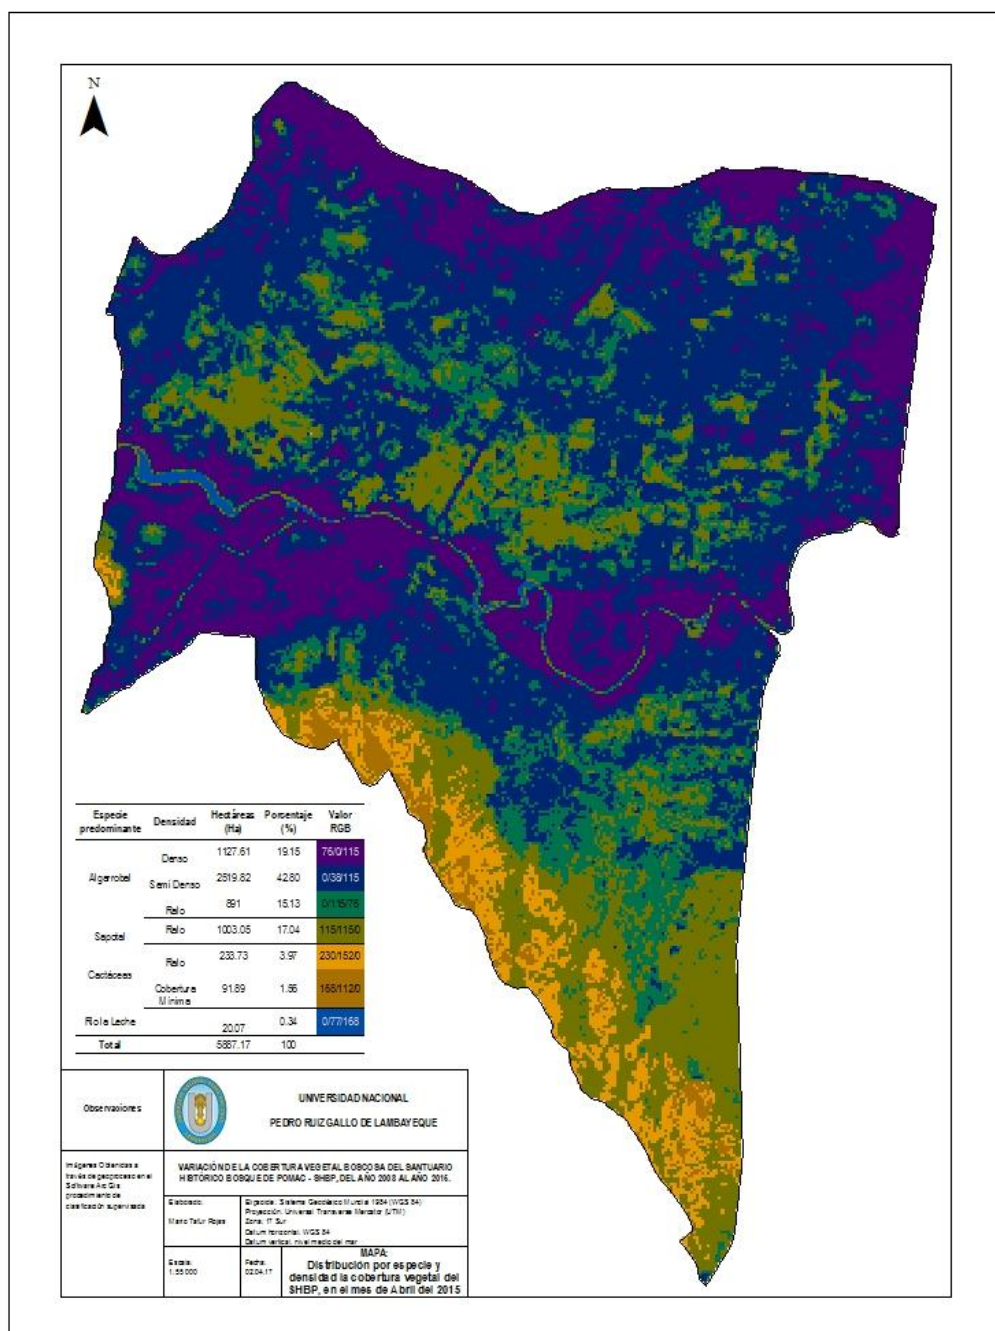 N
Especie predominante Densidad Hectáreas (Ha) Porcentaje (%) Valor RGB
Algarrobal Denso 1127.61 19.15 76/0/115
Semi Denso 2519.82 42.80 0/38/115
Ralo 891 15.13 0/115/76
Sapotal Ralo 1003.05 17.04 115/115/0
Cactáceas Ralo 233.73 3.97 230/152/0
Cobertura Mínima 91.89 1.56 168/112/0
Rio la Leche 20.07 0.34 0/77/168
Total 5887.17 100
Observaciones
UNIVERSIDAD NACIONAL
PEDRO RUIZ GALLO DE LAMBAYEQUE
Imágenes Obtenidas a
través de geoproceso en el
Software ArcGis
procedimiento de
clasificación supervisada
VARIACIÓN DE LA COBERTURA VEGETAL BOSCOSA DEL SANTUARIO
HISTÓRICO BOSQUE DE POMAC - SHBP, DEL AÑO 2008 AL AÑO 2016.
Elaborado:
Mario Tafur Rojas
Elipsoide: Sistema Geodésico Mundial 1984 (WGS 84)
Proyección: Universal Transverse Mercator (UTM)
Zona: 17 Sur
Datum horizontal: WGS 84
Datum vertical: nivel medio del mar
Escala:
1:55 000
Fecha:
02.04.17
MAPA:
Distribución por especie y
densidad la cobertura vegetal del
SHBP, en el mes de Abril del 2015